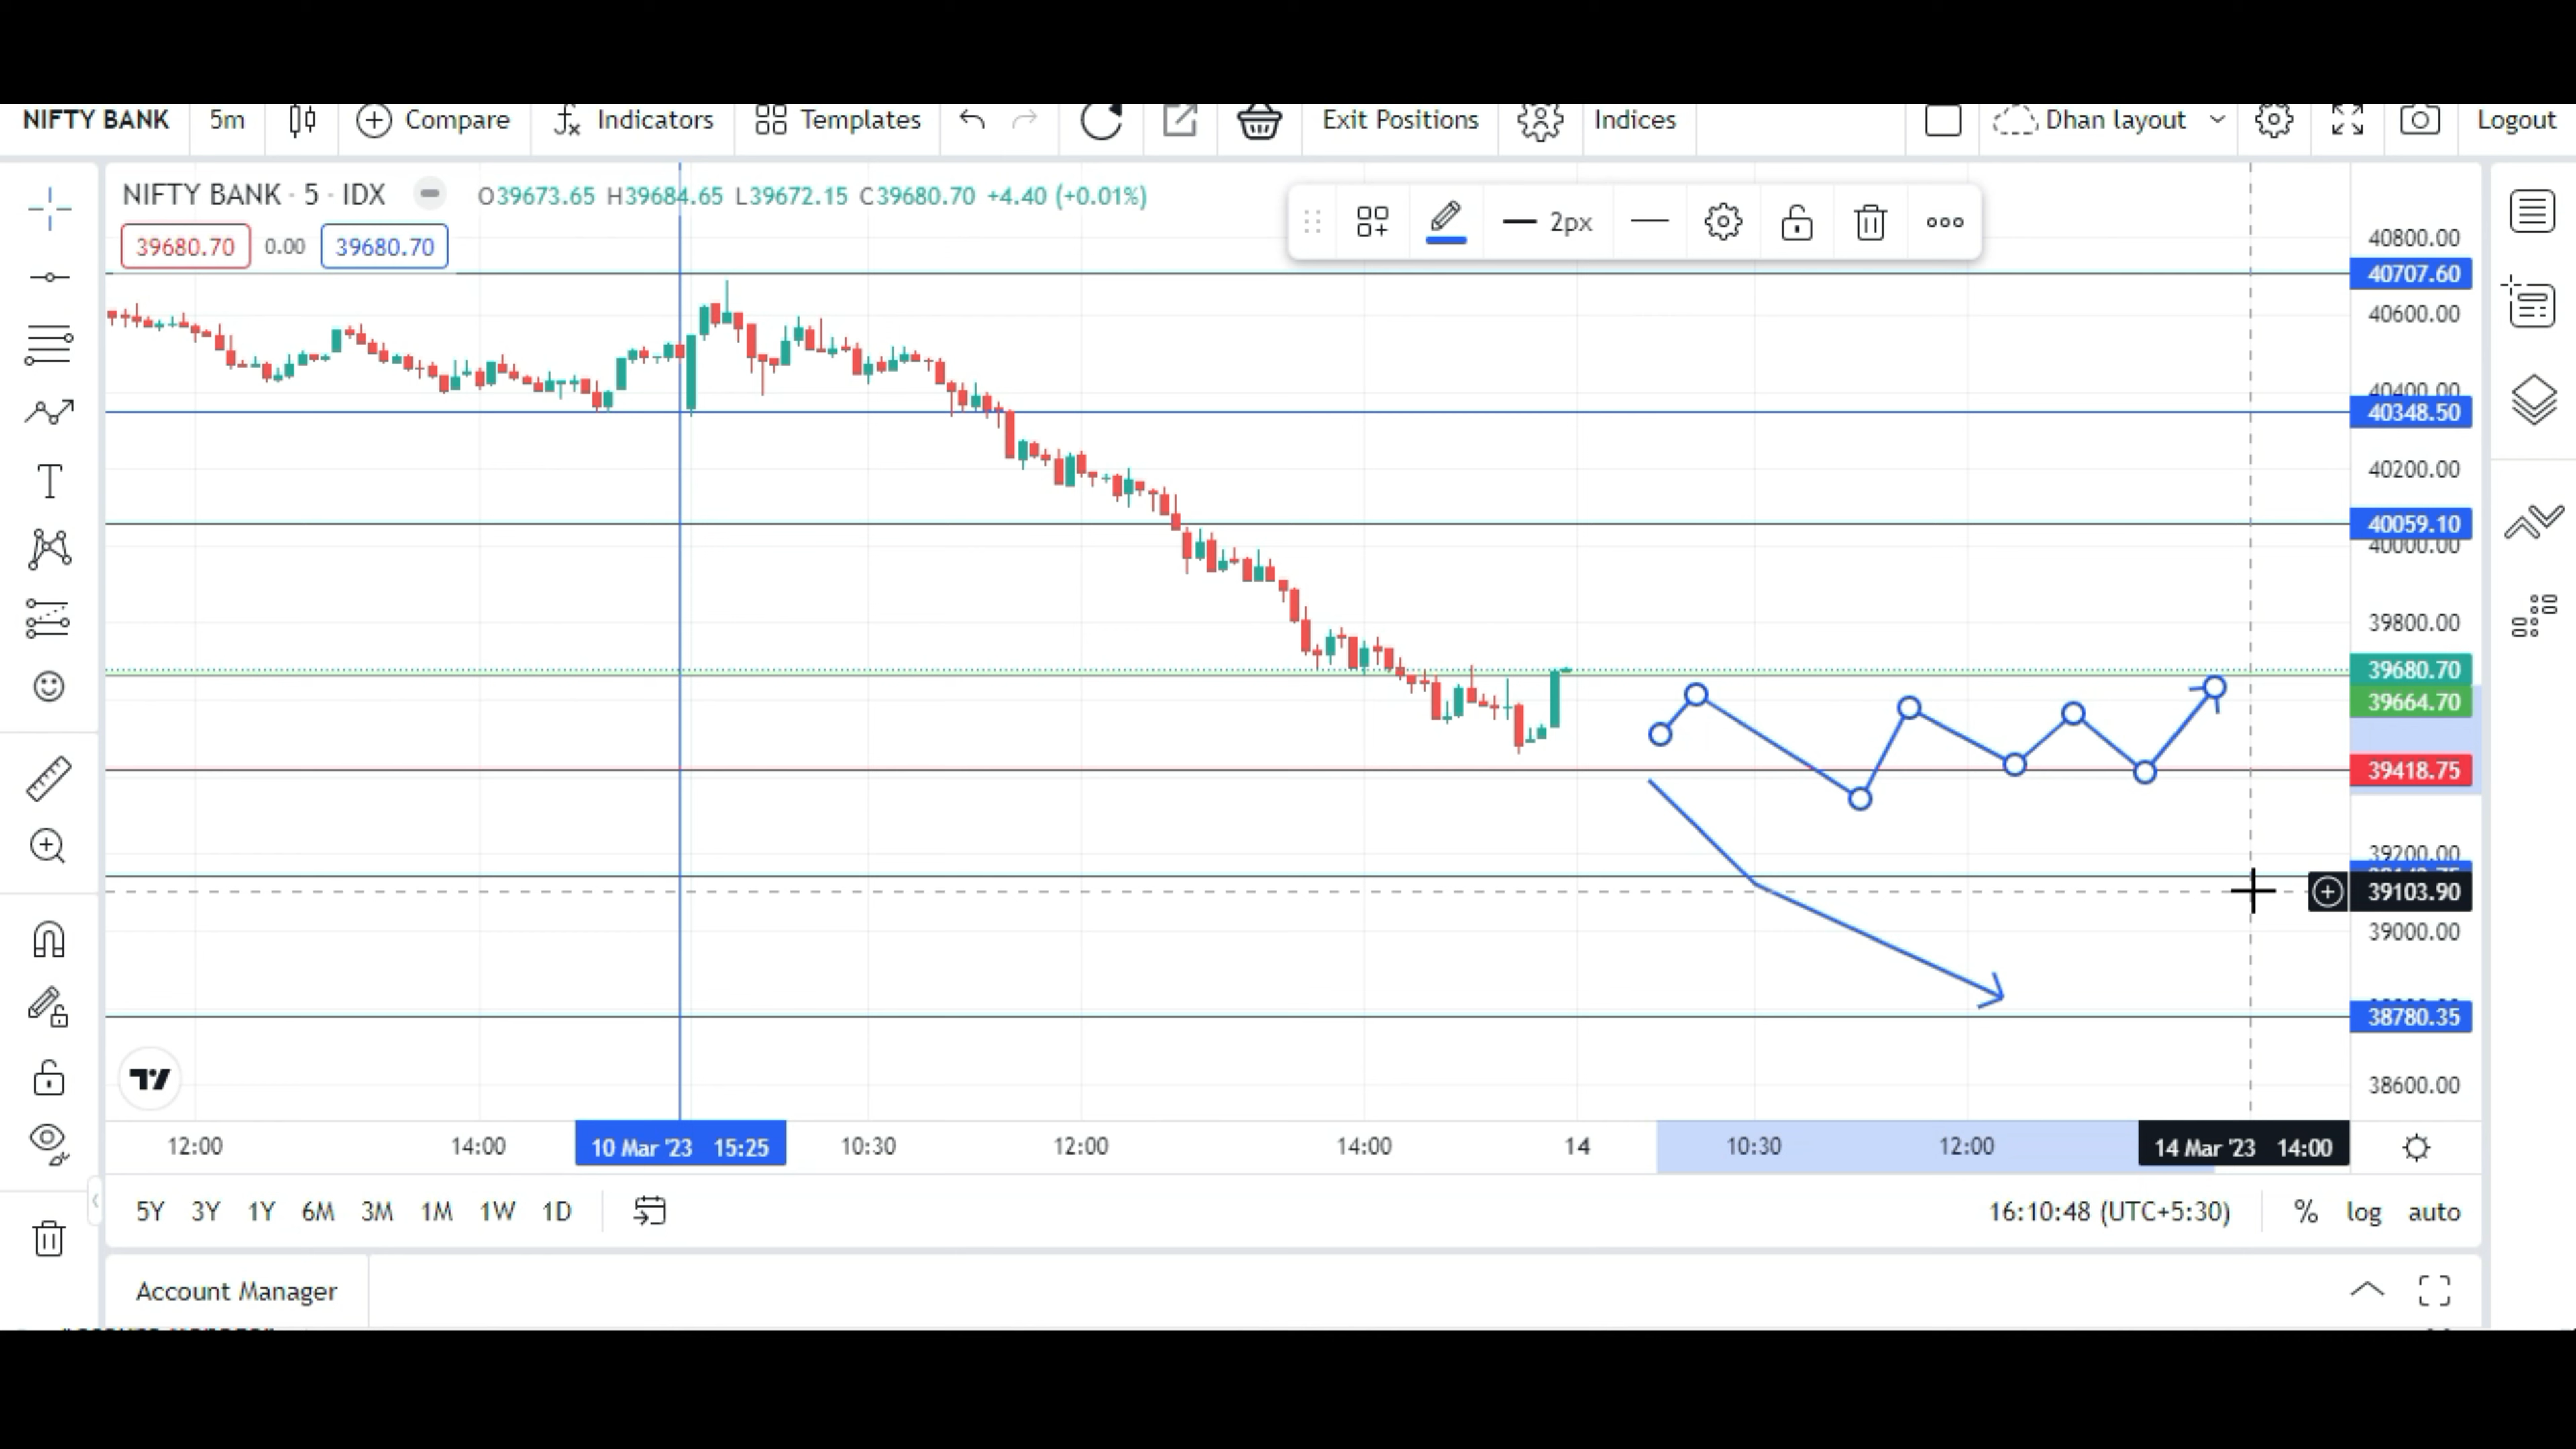 NIFTY BANK 5m Compare Indicators Templates Exit Positions Indices Dhan layout Logout
NIFTY BANK · 5 · IDX O39673.65 H39684.65 L39672.15 C39680.70 +4.40 (+0.01%)
39680.70 0.00 39680.70
2px
40800.00
40707.60
40600.00
40400.00
40348.50
40200.00
40059.10
40000.00
39800.00
39680.70
39664.70
39418.75
39200.00
39103.90
39000.00
38780.35
38600.00
12:00 14:00 10 Mar '23 15:25 10:30 12:00 14:00 14 10:30 12:00 14 Mar '23 14:00
5Y 3Y 1Y 6M 3M 1M 1W 1D 16:10:48 (UTC+5:30) % log auto
Account Manager